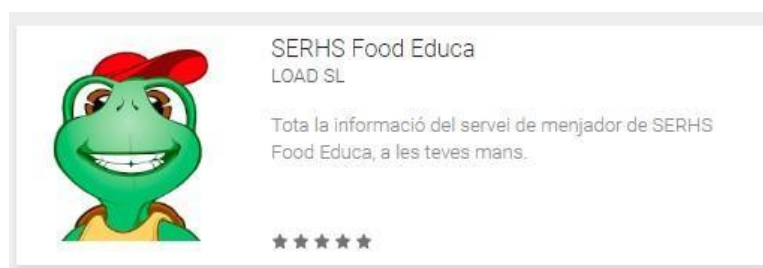 SERHS Food Educa
LOAD SL
Tota la informació del servei de menjador de SERHS
Food Educa, a les teves mans.